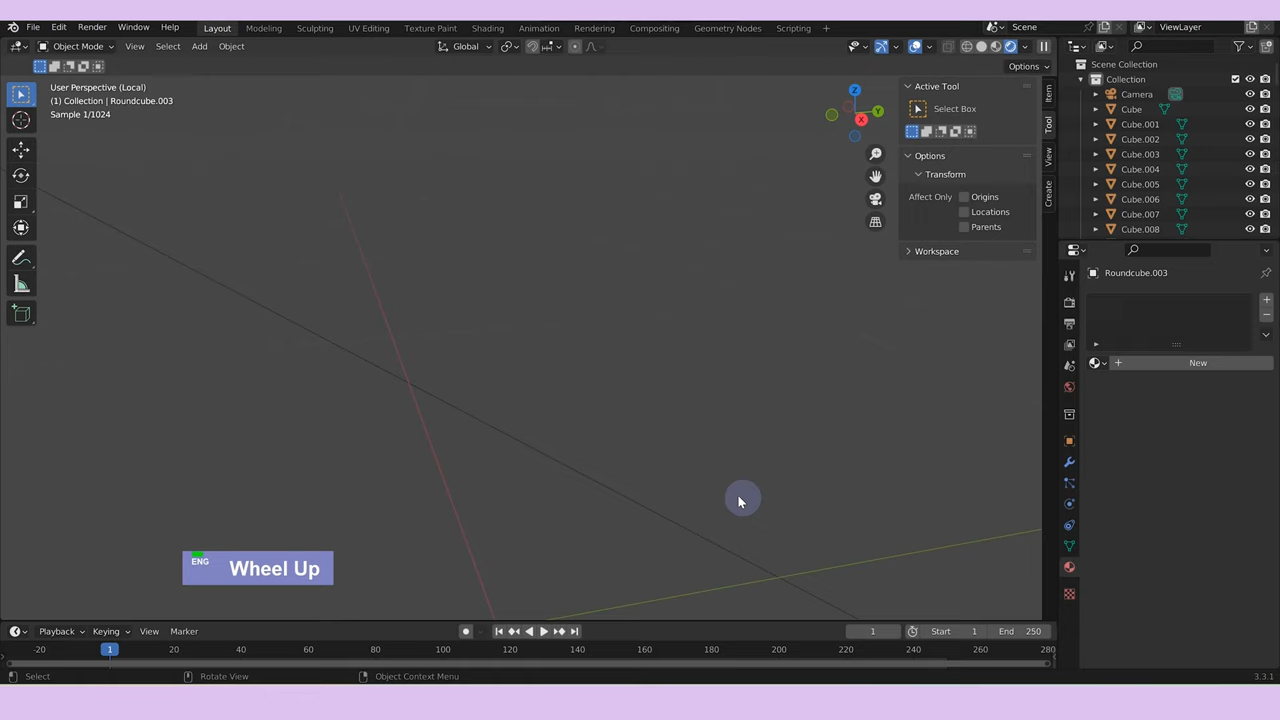 File Edit Render Window Help Layout Modeling Sculpting UV Editing Texture Paint Shading Animation Rendering Compositing Geometry Nodes Scripting + Scene ViewLayer
Object Mode View Select Add Object Global
Options
User Perspective (Local)
(1) Collection | Roundcube.003
Sample 1/1024
Z
Y
X
Active Tool
Select Box
Options
Transform
Affect Only Origins
Locations
Parents
Workspace
Item
Tool
View
Create
Scene Collection
Collection
Camera
Cube
Cube.001
Cube.002
Cube.003
Cube.004
Cube.005
Cube.006
Cube.007
Cube.008
Roundcube.003
New
ENG Wheel Up
Playback Keying View Marker 1 Start 1 End 250
-20 1 20 40 60 80 100 120 140 160 180 200 220 240 260 280
Select Rotate View Object Context Menu 3.3.1